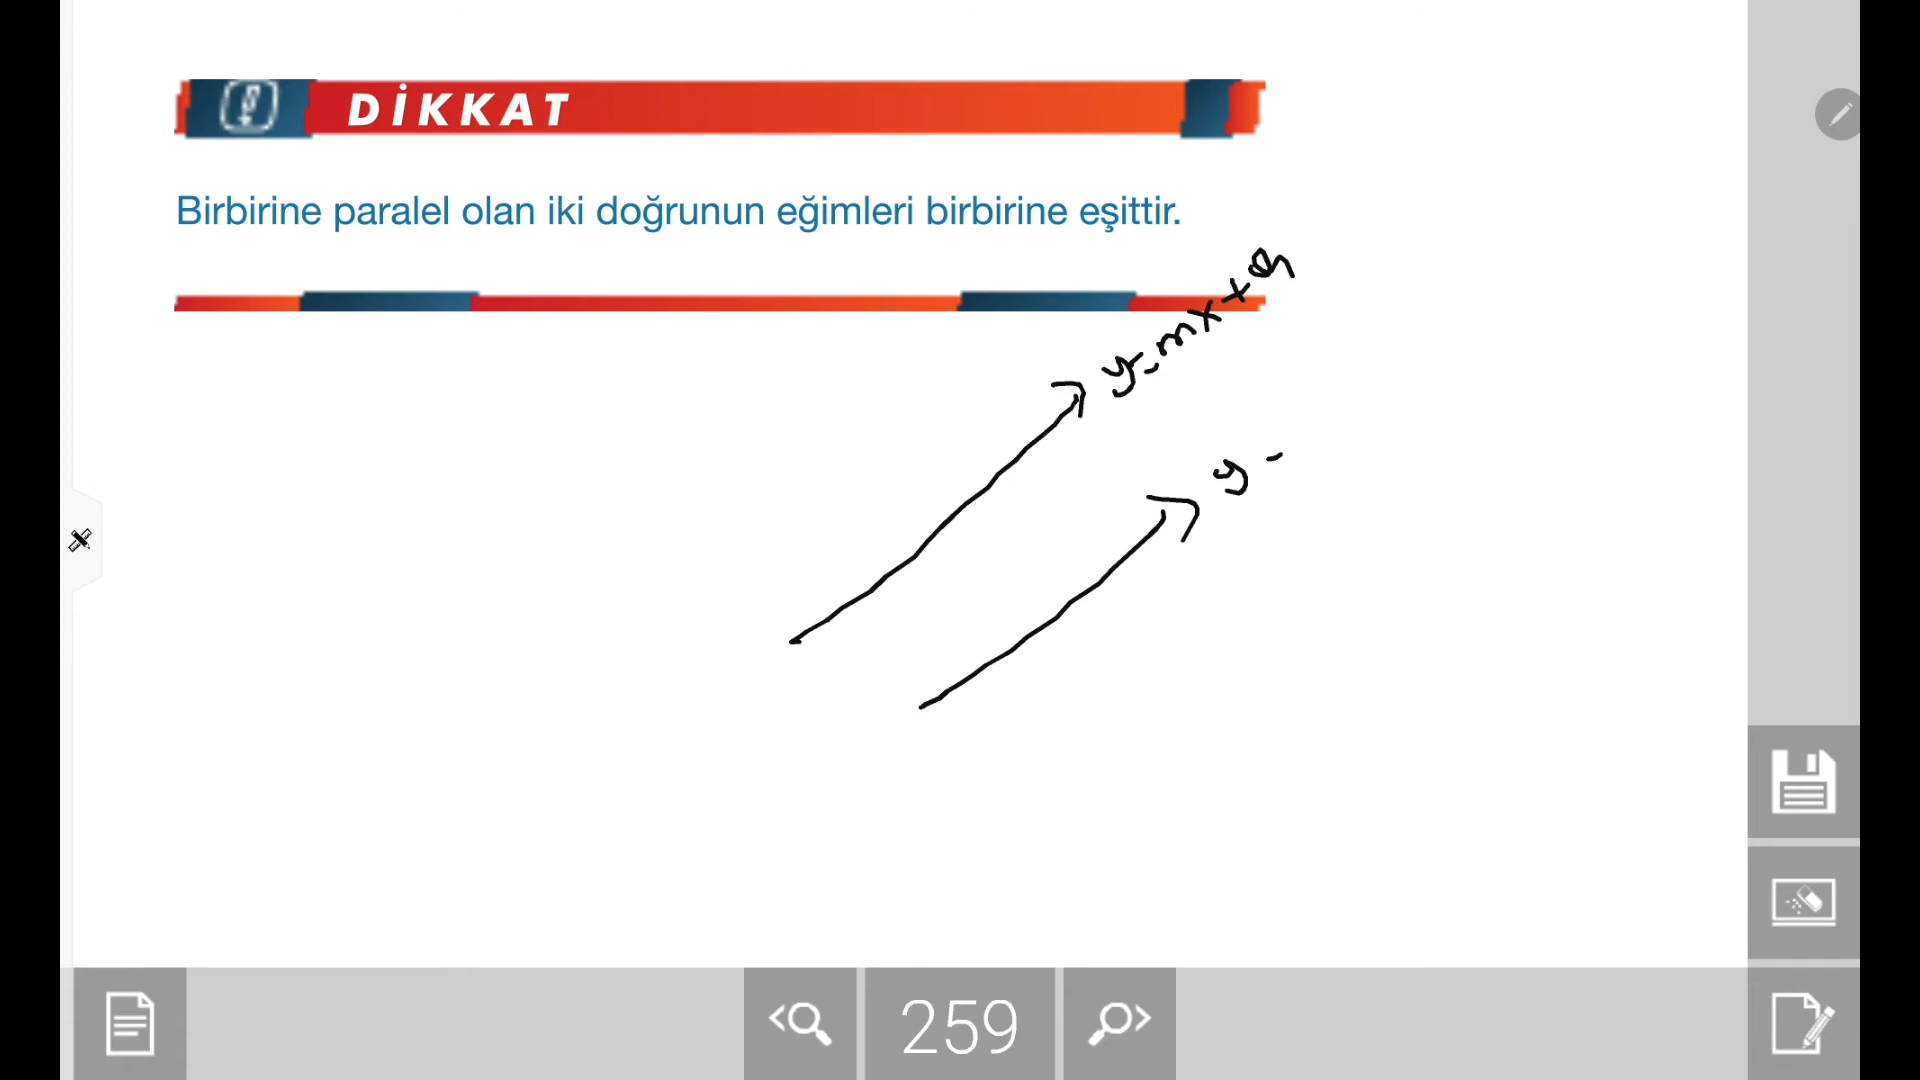 DİKKAT
Birbirine paralel olan iki doğrunun eğimleri birbirine eşittir.
y=mx+
y -
259